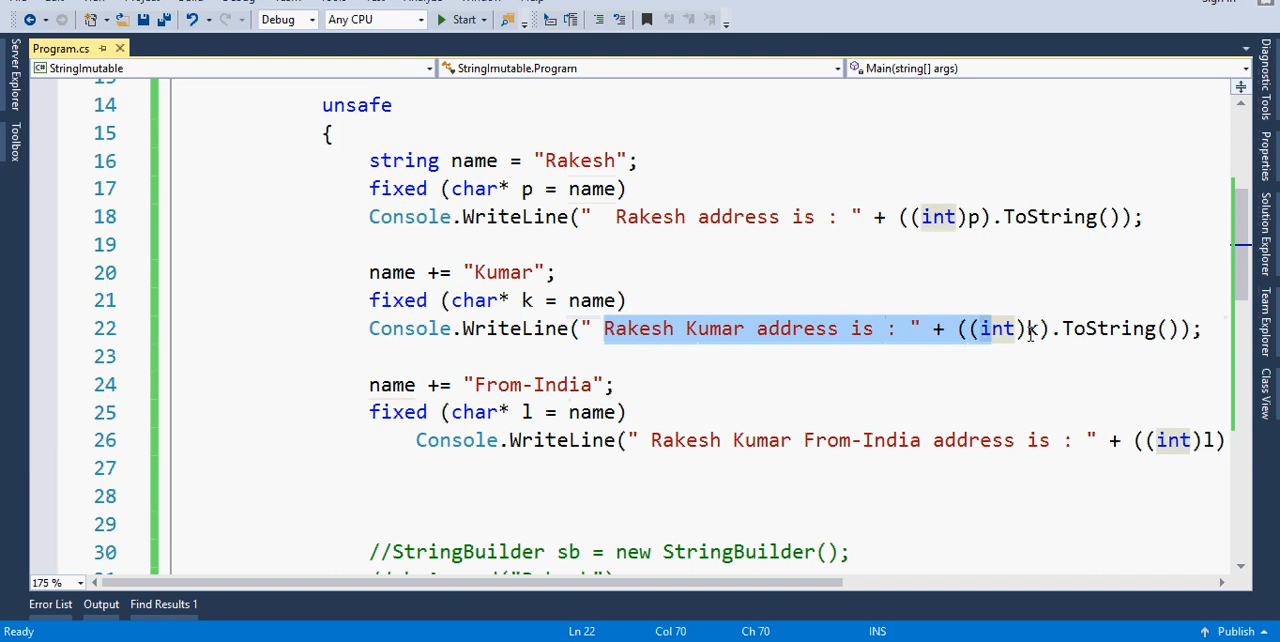 Debug Any CPU Start
Program.cs
StringImutable StringImutable.Program Main(string[] args)
Server Explorer
Toolbox
14 unsafe
15 {
16 string name = "Rakesh";
17 fixed (char* p = name)
18 Console.WriteLine("  Rakesh address is : " + ((int)p).ToString());
19
20 name += "Kumar";
21 fixed (char* k = name)
22 Console.WriteLine(" Rakesh Kumar address is : " + ((int)k).ToString());
23
24 name += "From-India";
25 fixed (char* l = name)
26 Console.WriteLine(" Rakesh Kumar From-India address is : " + ((int)l)
27
28
29
30 //StringBuilder sb = new StringBuilder();
Diagnostic Tools
Properties
Solution Explorer
Team Explorer
Class View
175 %
Error List Output Find Results 1
Ready Ln 22 Col 70 Ch 70 INS Publish